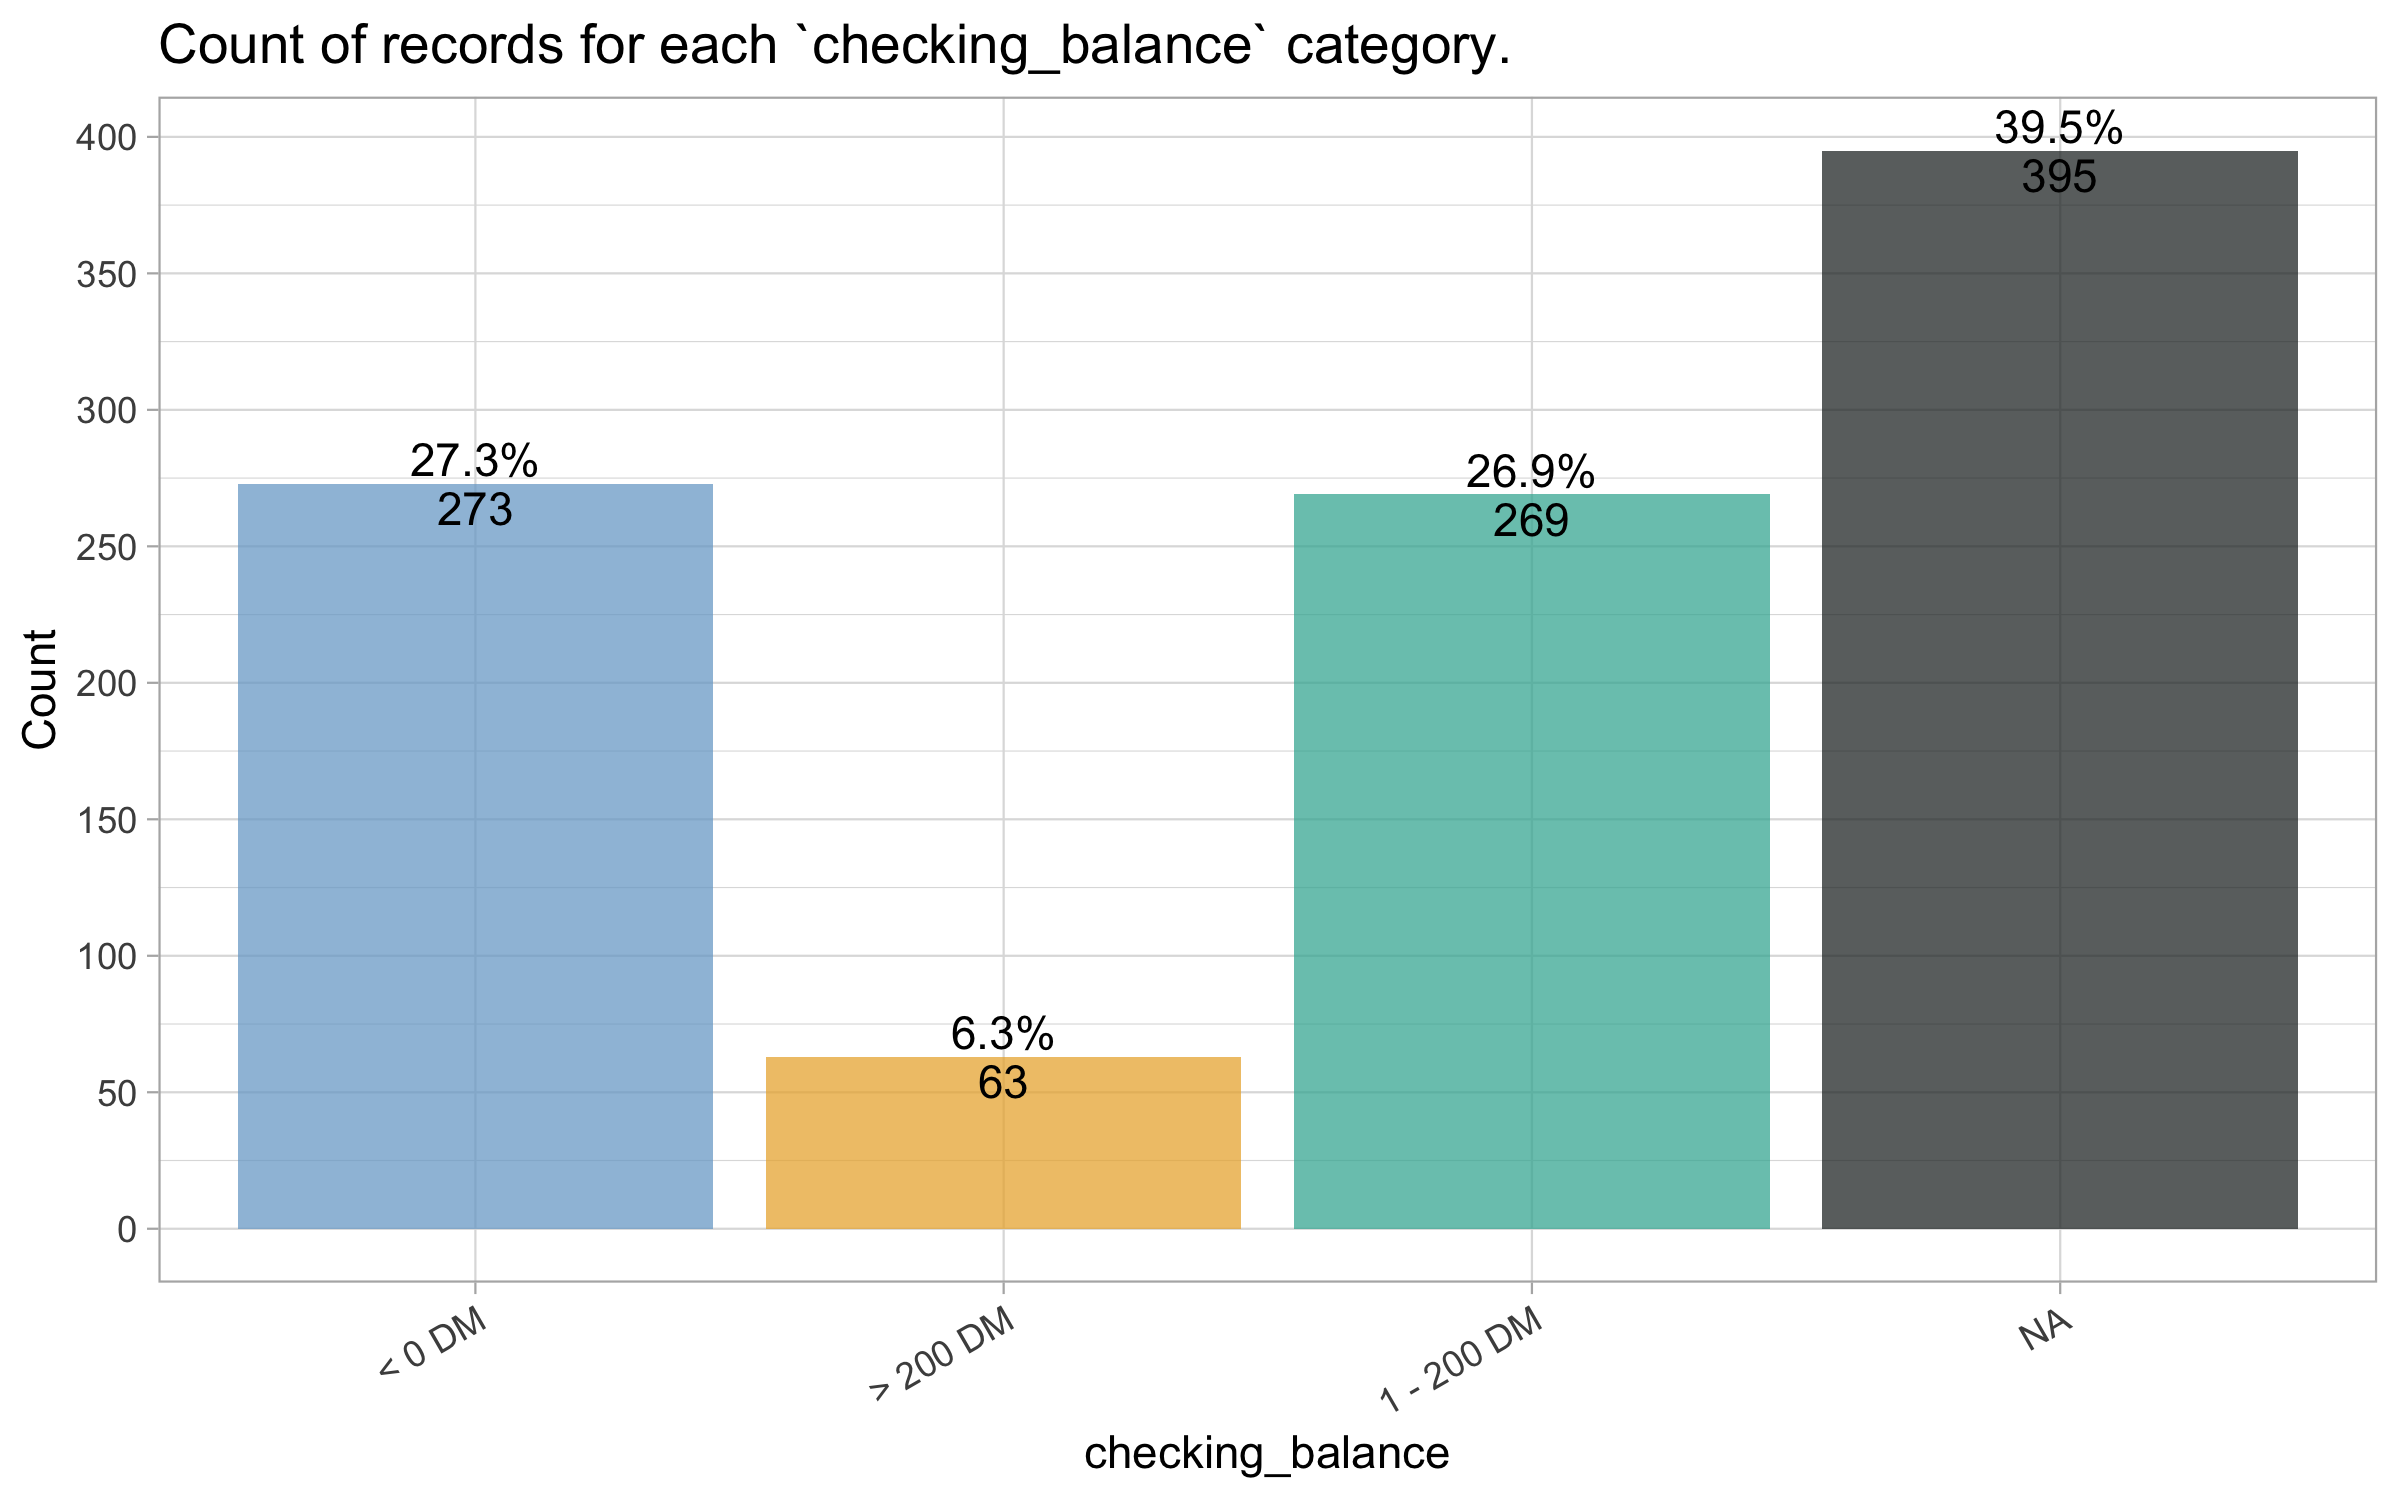 Count of records for each `checking_balance` category.
Count
400
350
300
250
200
150
100
50
0
27.3%
273
6.3%
63
26.9%
269
39.5%
395
< 0 DM
> 200 DM
1 - 200 DM
NA
checking_balance